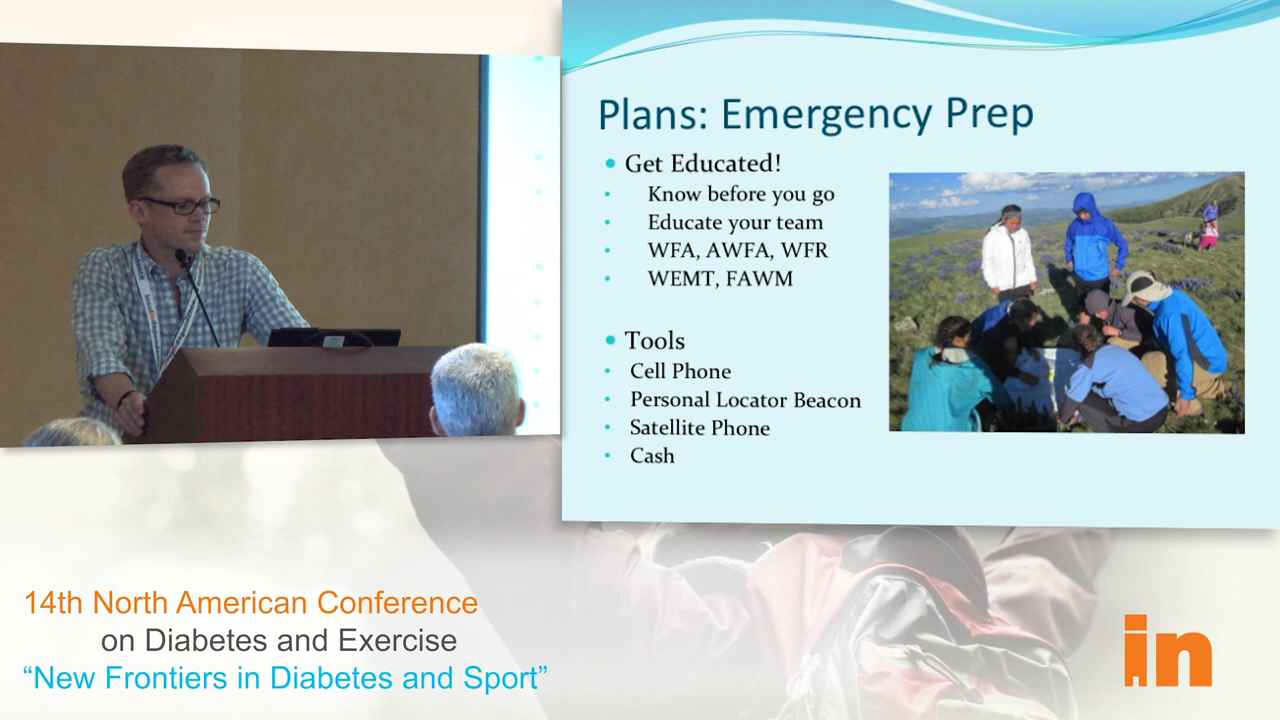 Plans: Emergency Prep
• Get Educated!
• Know before you go
• Educate your team
• WFA, AWFA, WFR
• WEMT, FAWM
• Tools
• Cell Phone
• Personal Locator Beacon
• Satellite Phone
• Cash
14th North American Conference
on Diabetes and Exercise
“New Frontiers in Diabetes and Sport”
in